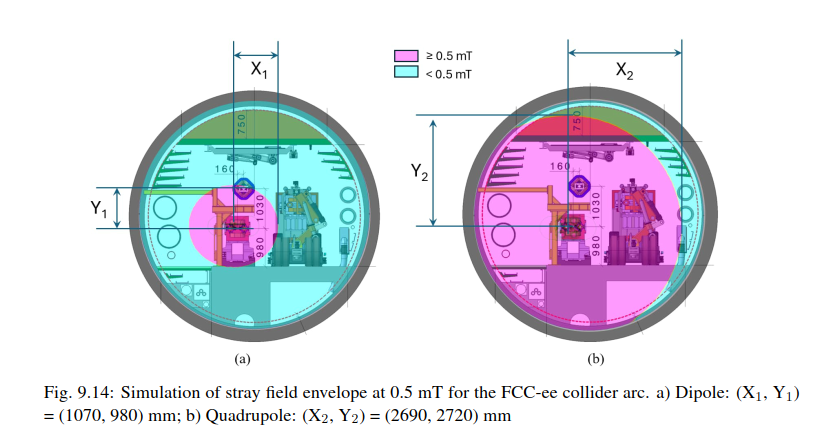 X₁
≥ 0.5 mT
< 0.5 mT
X₂
750
160
Y₁
1030
980
(a)
750
160
Y₂
1030
980
(b)
Fig. 9.14: Simulation of stray field envelope at 0.5 mT for the FCC-ee collider arc. a) Dipole: (X₁, Y₁)
= (1070, 980) mm; b) Quadrupole: (X₂, Y₂) = (2690, 2720) mm